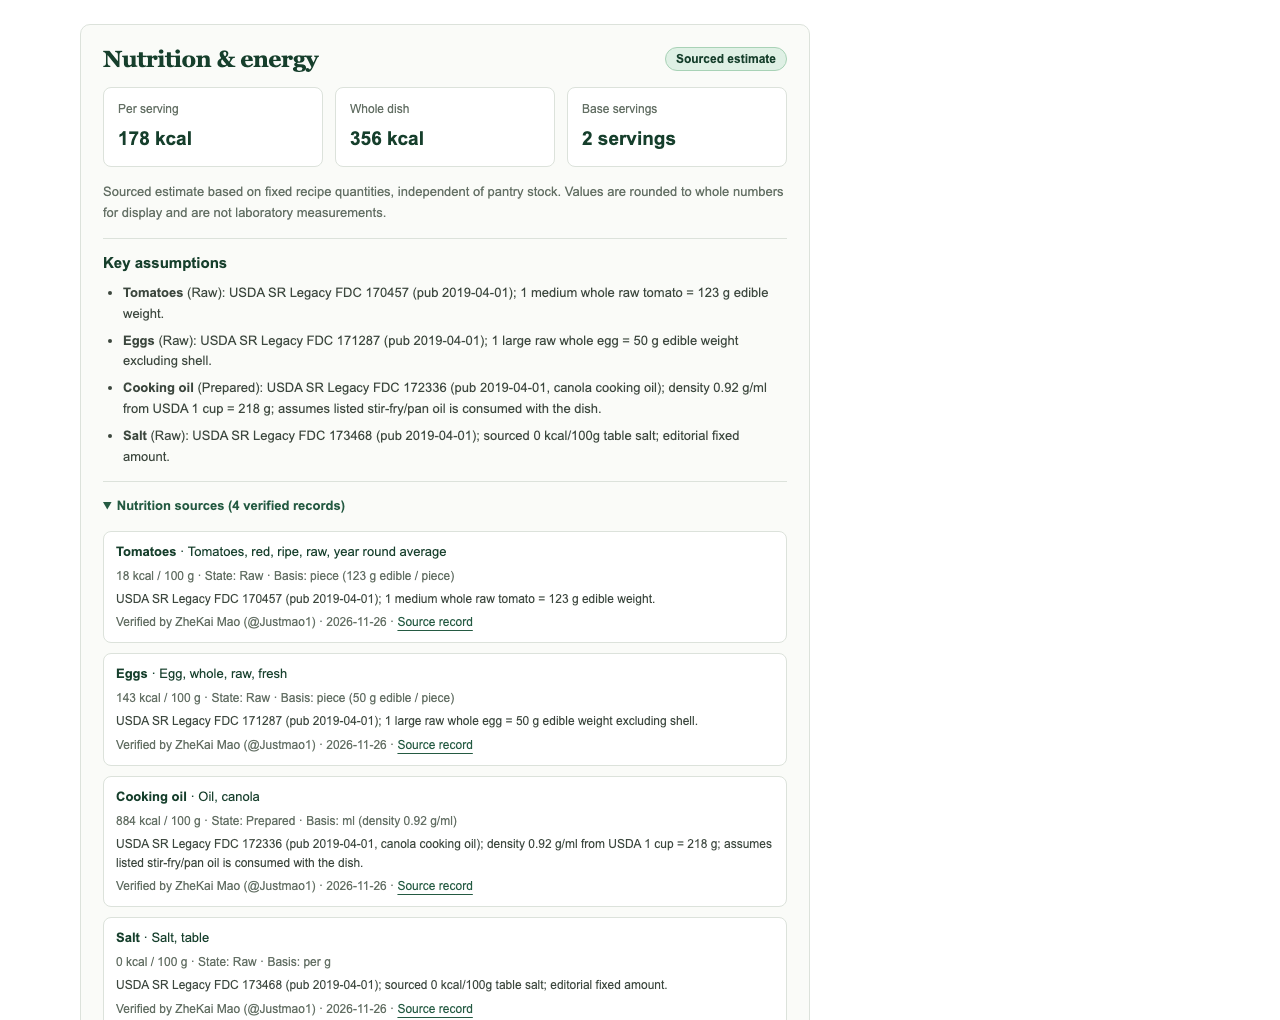 Nutrition & energy
Sourced estimate
Per serving
178 kcal
Whole dish
356 kcal
Base servings
2 servings
Sourced estimate based on fixed recipe quantities, independent of pantry stock. Values are rounded to whole numbers
for display and are not laboratory measurements.
Key assumptions
• Tomatoes (Raw): USDA SR Legacy FDC 170457 (pub 2019-04-01); 1 medium whole raw tomato = 123 g edible
weight.
• Eggs (Raw): USDA SR Legacy FDC 171287 (pub 2019-04-01); 1 large raw whole egg = 50 g edible weight
excluding shell.
• Cooking oil (Prepared): USDA SR Legacy FDC 172336 (pub 2019-04-01, canola cooking oil); density 0.92 g/ml
from USDA 1 cup = 218 g; assumes listed stir-fry/pan oil is consumed with the dish.
• Salt (Raw): USDA SR Legacy FDC 173468 (pub 2019-04-01); sourced 0 kcal/100g table salt; editorial fixed
amount.
▼ Nutrition sources (4 verified records)
Tomatoes · Tomatoes, red, ripe, raw, year round average
18 kcal / 100 g · State: Raw · Basis: piece (123 g edible / piece)
USDA SR Legacy FDC 170457 (pub 2019-04-01); 1 medium whole raw tomato = 123 g edible weight.
Verified by ZheKai Mao (@Justmao1) · 2026-11-26 · Source record
Eggs · Egg, whole, raw, fresh
143 kcal / 100 g · State: Raw · Basis: piece (50 g edible / piece)
USDA SR Legacy FDC 171287 (pub 2019-04-01); 1 large raw whole egg = 50 g edible weight excluding shell.
Verified by ZheKai Mao (@Justmao1) · 2026-11-26 · Source record
Cooking oil · Oil, canola
884 kcal / 100 g · State: Prepared · Basis: ml (density 0.92 g/ml)
USDA SR Legacy FDC 172336 (pub 2019-04-01, canola cooking oil); density 0.92 g/ml from USDA 1 cup = 218 g; assumes
listed stir-fry/pan oil is consumed with the dish.
Verified by ZheKai Mao (@Justmao1) · 2026-11-26 · Source record
Salt · Salt, table
0 kcal / 100 g · State: Raw · Basis: per g
USDA SR Legacy FDC 173468 (pub 2019-04-01); sourced 0 kcal/100g table salt; editorial fixed amount.
Verified by ZheKai Mao (@Justmao1) · 2026-11-26 · Source record